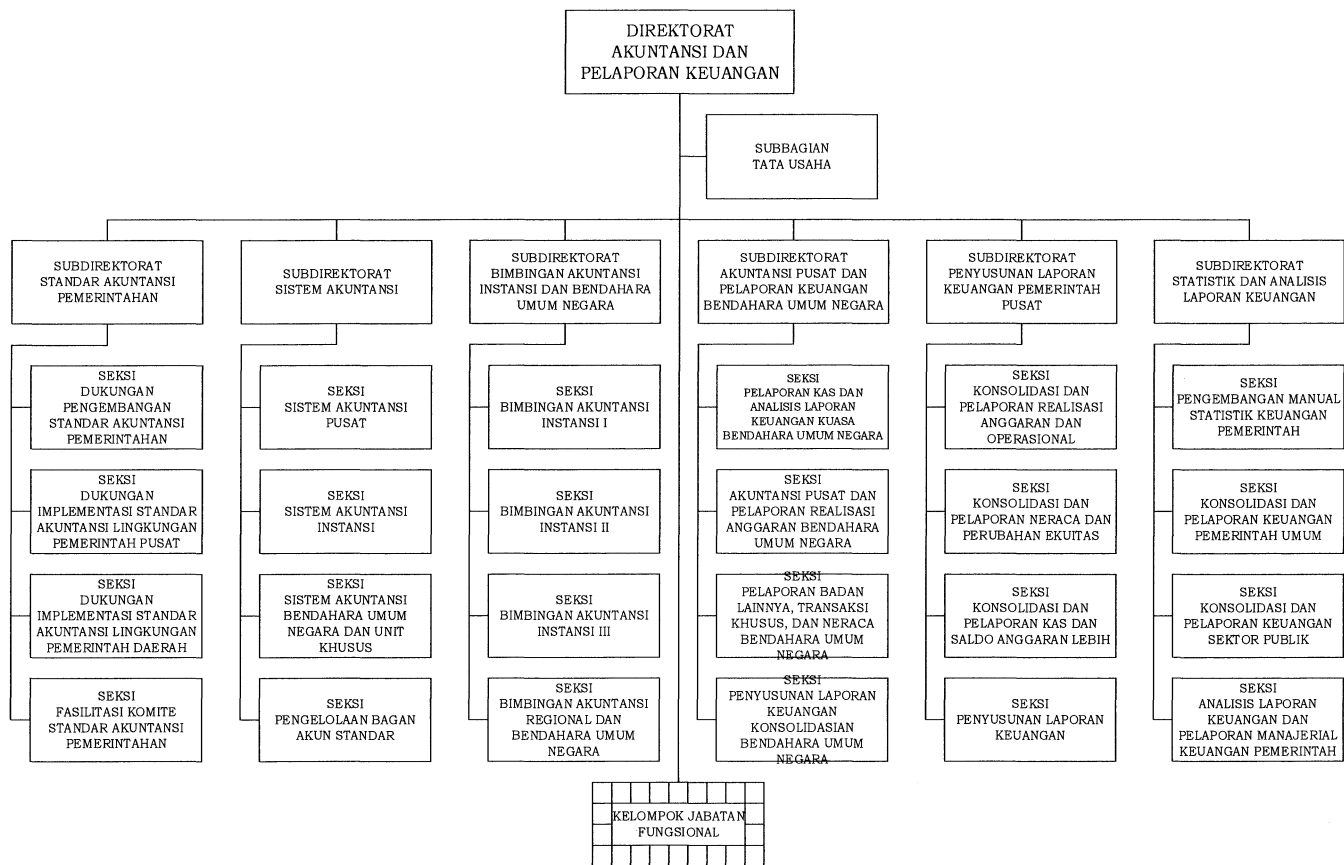 DIREKTORAT
AKUNTANSI DAN
PELAPORAN KEUANGAN
SUBBAGIAN
TATA USAHA
SUBDIREKTORAT
STANDAR AKUNTANSI
PEMERINTAHAN
SUBDIREKTORAT
SISTEM AKUNTANSI
SUBDIREKTORAT
BIMBINGAN AKUNTANSI
INSTANSI DAN BENDAHARA
UMUM NEGARA
SUBDIREKTORAT
AKUNTANSI PUSAT DAN
PELAPORAN KEUANGAN
BENDAHARA UMUM NEGARA
SUBDIREKTORAT
PENYUSUNAN LAPORAN
KEUANGAN PEMERINTAH
PUSAT
SUBDIREKTORAT
STATISTIK DAN ANALISIS
LAPORAN KEUANGAN
SEKSI
DUKUNGAN
PENGEMBANGAN
STANDAR AKUNTANSI
PEMERINTAHAN
SEKSI
SISTEM AKUNTANSI
PUSAT
SEKSI
BIMBINGAN AKUNTANSI
INSTANSI I
SEKSI
PELAPORAN KAS DAN
ANALISIS LAPORAN
KEUANGAN KUASA
BENDAHARA UMUM NEGARA
SEKSI
KONSOLIDASI DAN
PELAPORAN REALISASI
ANGGARAN DAN
OPERASIONAL
SEKSI
PENGEMBANGAN MANUAL
STATISTIK KEUANGAN
PEMERINTAH
SEKSI
DUKUNGAN
IMPLEMENTASI STANDAR
AKUNTANSI LINGKUNGAN
PEMERINTAH PUSAT
SEKSI
SISTEM AKUNTANSI
INSTANSI
SEKSI
BIMBINGAN AKUNTANSI
INSTANSI II
SEKSI
AKUNTANSI PUSAT DAN
PELAPORAN REALISASI
ANGGARAN BENDAHARA
UMUM NEGARA
SEKSI
KONSOLIDASI DAN
PELAPORAN NERACA DAN
PERUBAHAN EKUITAS
SEKSI
KONSOLIDASI DAN
PELAPORAN KEUANGAN
PEMERINTAH UMUM
SEKSI
DUKUNGAN
IMPLEMENTASI STANDAR
AKUNTANSI LINGKUNGAN
PEMERINTAH DAERAH
SEKSI
SISTEM AKUNTANSI
BENDAHARA UMUM
NEGARA DAN UNIT
KHUSUS
SEKSI
BIMBINGAN AKUNTANSI
INSTANSI III
SEKSI
PELAPORAN BADAN
LAINNYA, TRANSAKSI
KHUSUS, DAN NERACA
BENDAHARA UMUM
NEGARA
SEKSI
KONSOLIDASI DAN
PELAPORAN KAS DAN
SALDO ANGGARAN LEBIH
SEKSI
KONSOLIDASI DAN
PELAPORAN KEUANGAN
SEKTOR PUBLIK
SEKSI
FASILITASI KOMITE
STANDAR AKUNTANSI
PEMERINTAHAN
SEKSI
PENGELOLAAN BAGAN
AKUN STANDAR
SEKSI
BIMBINGAN AKUNTANSI
REGIONAL DAN
BENDAHARA UMUM
NEGARA
SEKSI
PENYUSUNAN LAPORAN
KEUANGAN
KONSOLIDASIAN
BENDAHARA UMUM
NEGARA
SEKSI
PENYUSUNAN LAPORAN
KEUANGAN
SEKSI
ANALISIS LAPORAN
KEUANGAN DAN
PELAPORAN MANAJERIAL
KEUANGAN PEMERINTAH
KELOMPOK JABATAN
FUNGSIONAL